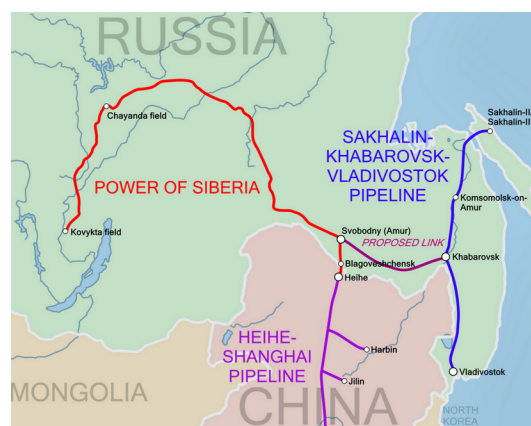 RUSSIA
Chayanda field
Sakhalin-II/
Sakhalin-II
SAKHALIN-
KHABAROVSK-
VLADIVOSTOK
PIPELINE
POWER OF SIBERIA
Komsomolsk-on-
Amur
Kovykta field
Svobodny (Amur)
PROPOSED LINK
Khabarovsk
Blagoveshchensk
Heihe
HEIHE-
SHANGHAI
PIPELINE
Harbin
Vladivostok
Jilin
MONGOLIA
CHINA
NORTH
KOREA